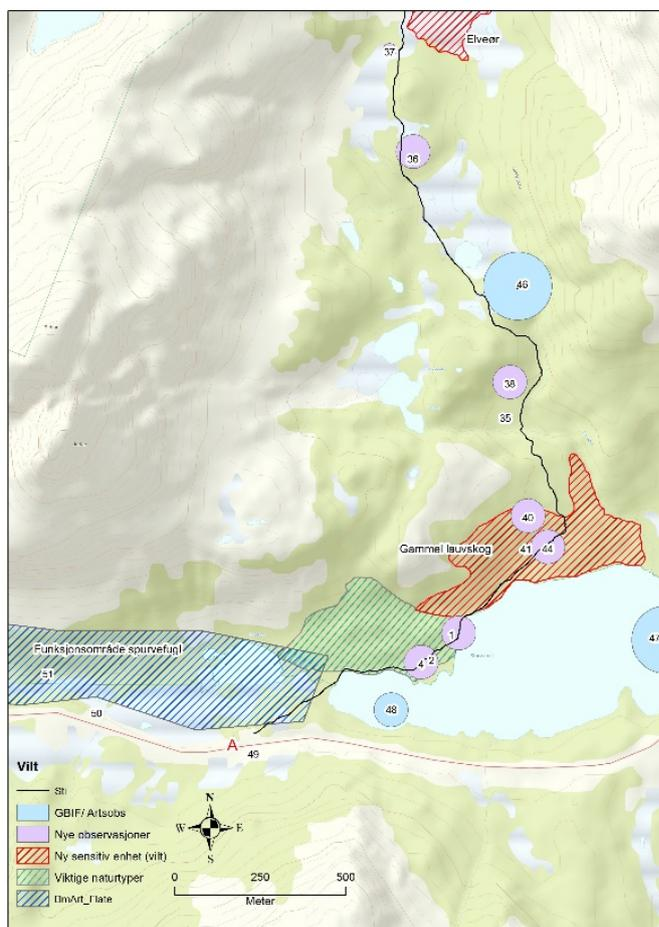 Elveør
37
36
46
38
35
40
Gammel lauvskog
41
44
1
47
4
2
Funksjonsområde spurvefugl
51
48
50
A
49
Vilt
Sti
GBIF/ Artsobs
Nye observasjoner
Ny sensitiv enhet (vilt)
Viktige naturtyper
BmArt_Flate
N
W E
S
0 250 500
Meter